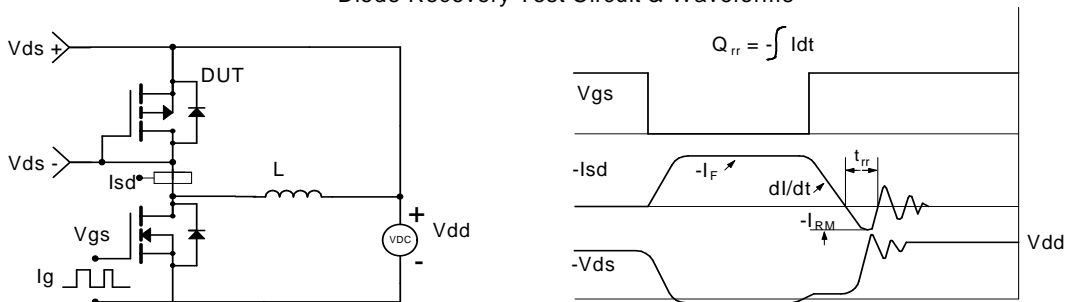 Diode Recovery Test Circuit & Waveforms
Vds +
DUT
Vds -
Isd
L
Vgs
Ig
+
VDC
-
Vdd
Q rr = -∫ Idt
Vgs
-Isd
-I F
dI/dt
t rr
-I RM
Vdd
-Vds